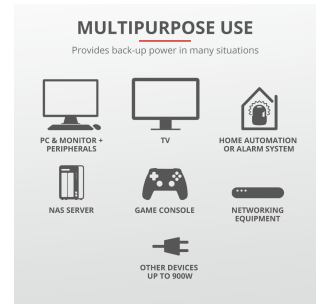 MULTIPURPOSE USE
Provides back-up power in many situations
PC & MONITOR +
PERIPHERALS
TV
HOME AUTOMATION
OR ALARM SYSTEM
NAS SERVER
GAME CONSOLE
NETWORKING
EQUIPMENT
OTHER DEVICES
UP TO 900W